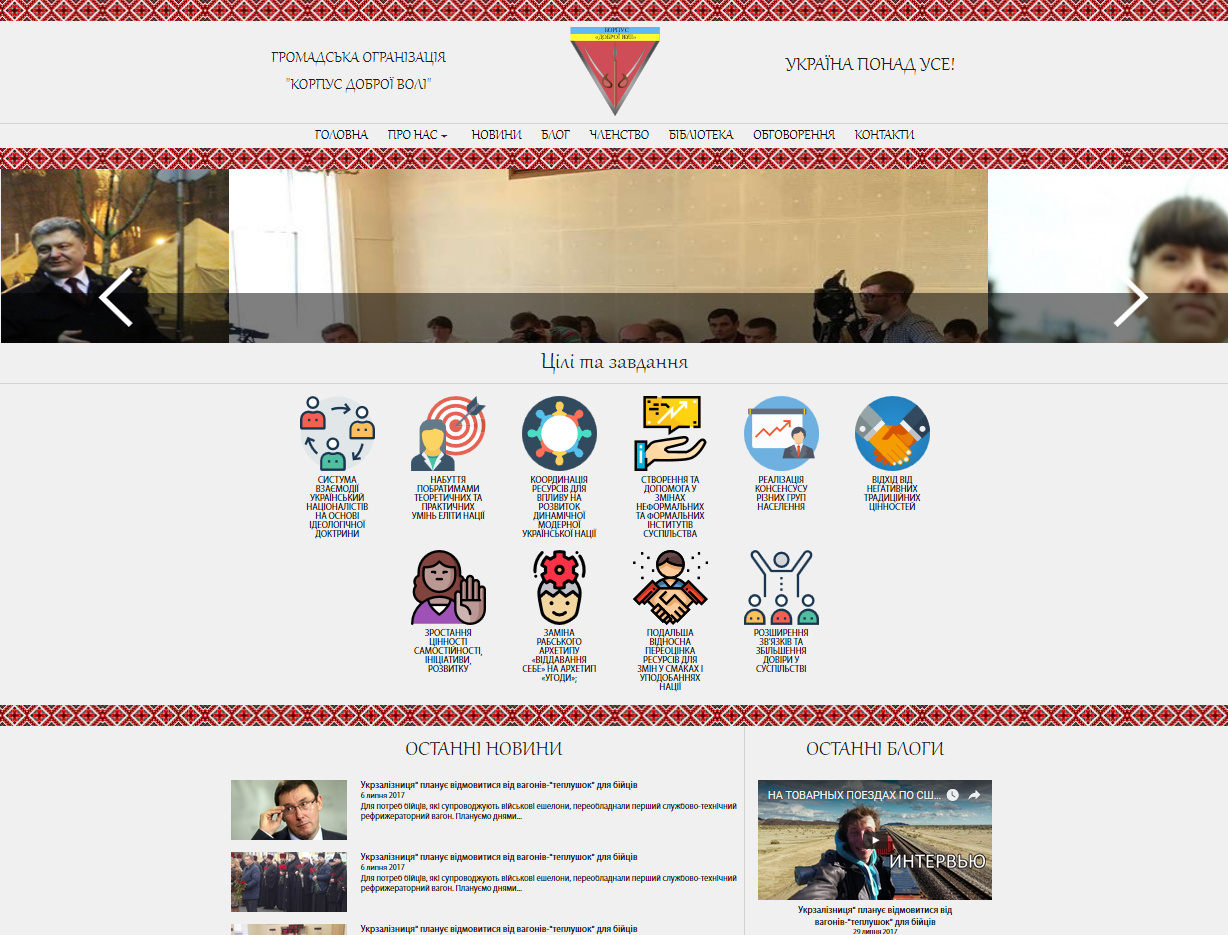 КОРПУС
«ДОБРОЇ ВОЛІ»
ГРОМАДСЬКА ОГРАНІЗАЦІЯ
"КОРПУС ДОБРОЇ ВОЛІ"
УКРАЇНА ПОНАД УСЕ!
ГОЛОВНА ПРО НАС НОВИНИ БЛОГ ЧЛЕНСТВО БІБЛІОТЕКА ОБГОВОРЕННЯ КОНТАКТИ
Цілі та завдання
СИСТУМА
ВЗАЄМОДІЇ
УКРАЇНСЬКИЙ
НАЦІОНАЛІСТІВ
НА ОСНОВІ
ІДЕОЛОГІЧНОЇ
ДОКТРИНИ
НАБУТТЯ
ПОБРАТИМАМИ
ТЕОРЕТИЧНИХ ТА
ПРАКТИЧНИХ
УМІНЬ ЕЛІТИ НАЦІЇ
КООРДИНАЦІЯ
РЕСУРСІВ ДЛЯ
ВПЛИВУ НА
РОЗВИТОК
ДИНАМІЧНОЇ
МОДЕРНОЇ
УКРАЇНСЬКОЇ НАЦІЇ
СТВОРЕННЯ ТА
ДОПОМОГА У
ЗМІНАХ
НЕФОРМАЛЬНИХ
ТА ФОРМАЛЬНИХ
ІНСТИТУТІВ
СУСПІЛЬСТВА
РЕАЛІЗАЦІЯ
КОНСЕНСУСУ
РІЗНИХ ГРУП
НАСЕЛЕННЯ
ВІДХІД ВІД
НЕГАТИВНИХ
ТРАДИЦІЙНИХ
ЦІННОСТЕЙ
ЗРОСТАННЯ
ЦІННОСТІ
САМОСТІЙНОСТІ,
ІНІЦІАТИВИ,
РОЗВИТКУ
ЗАМІНА
РАБСЬКОГО
АРХЕТИПУ
«ВІДДАВАННЯ
СЕБЕ» НА АРХЕТИП
«УГОДИ»;
ПОДАЛЬША
ВІДНОСНА
ПЕРЕОЦІНКА
РЕСУРСІВ ДЛЯ
ЗМІН У СМАКАХ І
УПОДОБАННЯХ
НАЦІЇ
РОЗШИРЕННЯ
ЗВ'ЯЗКІВ ТА
ЗБІЛЬШЕННЯ
ДОВІРИ У
СУСПІЛЬСТВІ
ОСТАННІ НОВИНИ
Укрзалізниця" планує відмовитися від вагонів-"теплушок" для бійців
6 липня 2017
Для потреб бійців, які супроводжують військові ешелони, переобладнали перший службово-технічний
рефрижераторний вагон. Плануємо днями...
Укрзалізниця" планує відмовитися від вагонів-"теплушок" для бійців
6 липня 2017
Для потреб бійців, які супроводжують військові ешелони, переобладнали перший службово-технічний
рефрижераторний вагон. Плануємо днями...
Укрзалізниця" планує відмовитися від вагонів-"теплушок" для бійців
ОСТАННІ БЛОГИ
НА ТОВАРНЫХ ПОЕЗДАХ ПО СШ...
ИНТЕРВЬЮ
Укрзалізниця" планує відмовитися від
вагонів-"теплушок" для бійців
29 липня 2017